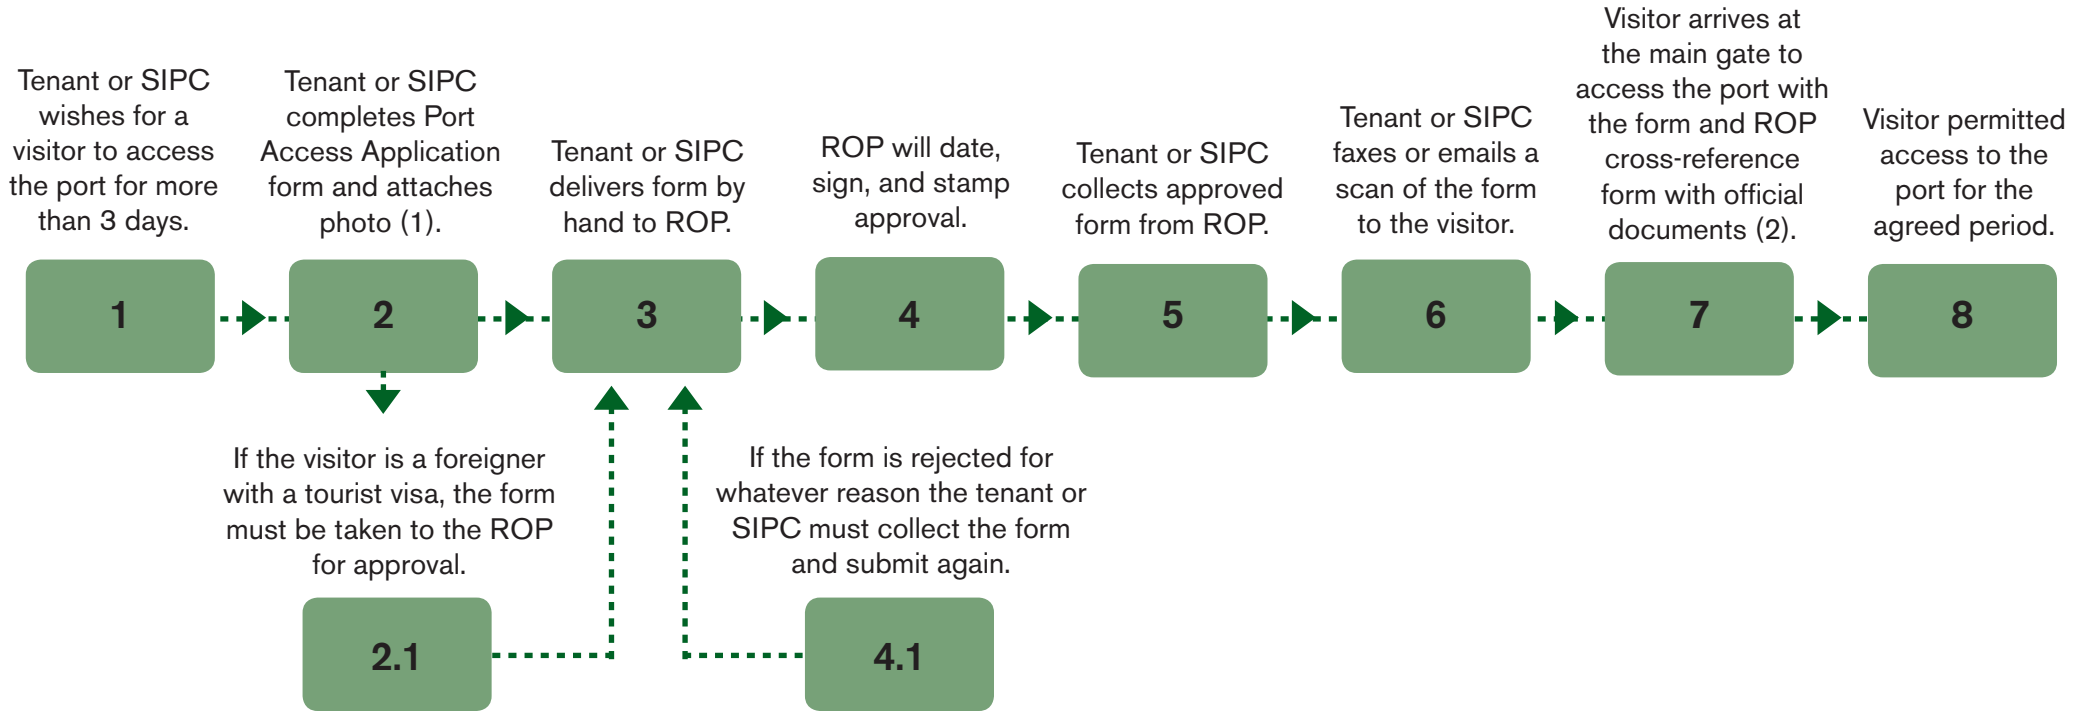 Tenant or SIPC
wishes for a
visitor to access
the port for more
than 3 days.
1
Tenant or SIPC
completes Port
Access Application
form and attaches
photo (1).
2
Tenant or SIPC
delivers form by
hand to ROP.
3
ROP will date,
sign, and stamp
approval.
4
Tenant or SIPC
collects approved
form from ROP.
5
Tenant or SIPC
faxes or emails a
scan of the form
to the visitor.
6
Visitor arrives at
the main gate to
access the port with
the form and ROP
cross-reference
form with official
documents (2).
7
Visitor permitted
access to the
port for the
agreed period.
8
If the visitor is a foreigner
with a tourist visa, the form
must be taken to the ROP
for approval.
2.1
If the form is rejected for
whatever reason the tenant or
SIPC must collect the form
and submit again.
4.1